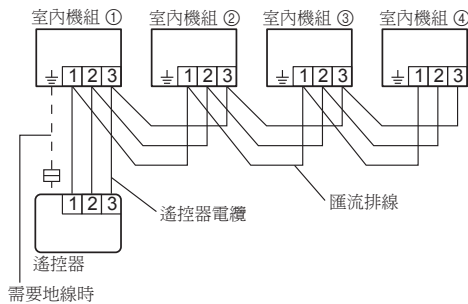 室內機組 ① 室內機組 ② 室內機組 ③ 室內機組 ④
1 2 3 1 2 3 1 2 3 1 2 3
1 2 3
遙控器電纜
匯流排線
遙控器
需要地線時